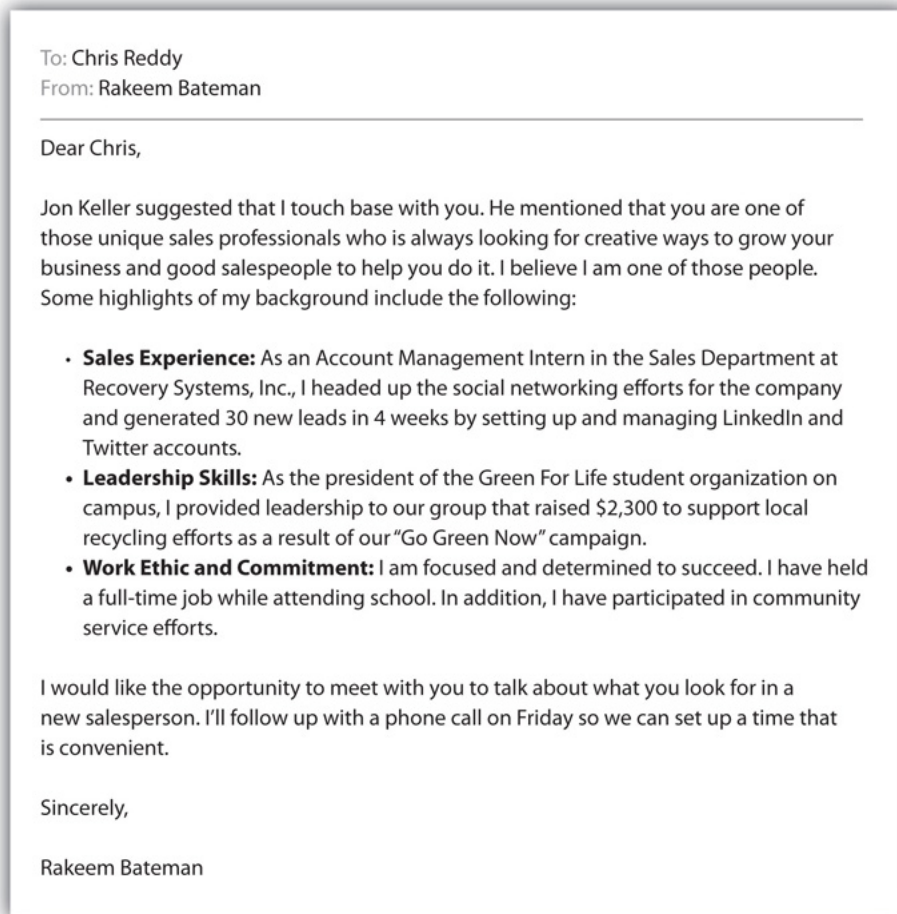 To: Chris Reddy
From: Rakeem Bateman
Dear Chris,
Jon Keller suggested that I touch base with you. He mentioned that you are one of
those unique sales professionals who is always looking for creative ways to grow your
business and good salespeople to help you do it. I believe I am one of those people.
Some highlights of my background include the following:
• Sales Experience: As an Account Management Intern in the Sales Department at
Recovery Systems, Inc., I headed up the social networking efforts for the company
and generated 30 new leads in 4 weeks by setting up and managing LinkedIn and
Twitter accounts.
• Leadership Skills: As the president of the Green For Life student organization on
campus, I provided leadership to our group that raised $2,300 to support local
recycling efforts as a result of our “Go Green Now” campaign.
• Work Ethic and Commitment: I am focused and determined to succeed. I have held
a full-time job while attending school. In addition, I have participated in community
service efforts.
I would like the opportunity to meet with you to talk about what you look for in a
new salesperson. I’ll follow up with a phone call on Friday so we can set up a time that
is convenient.
Sincerely,
Rakeem Bateman